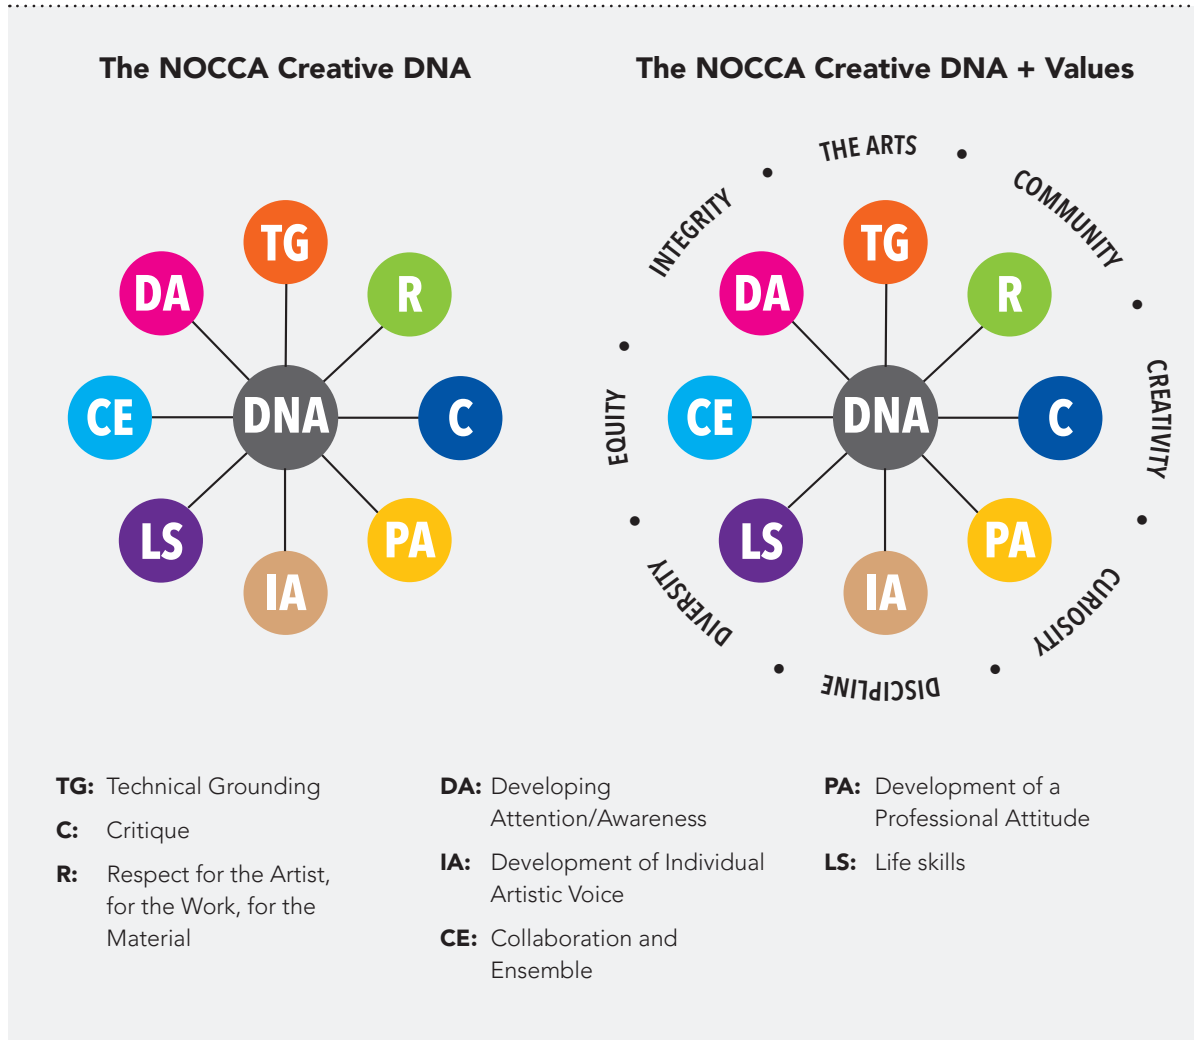 The NOCCA Creative DNA
TG
R
C
PA
IA
LS
CE
DA
DNA
The NOCCA Creative DNA + Values
THE ARTS
COMMUNITY
CREATIVITY
CURIOSITY
DISCIPLINE
DIVERSITY
EQUITY
INTEGRITY
TG
R
C
PA
IA
LS
CE
DA
DNA
TG: Technical Grounding
C: Critique
R: Respect for the Artist,
for the Work, for the
Material
DA: Developing
Attention/Awareness
IA: Development of Individual
Artistic Voice
CE: Collaboration and
Ensemble
PA: Development of a
Professional Attitude
LS: Life skills